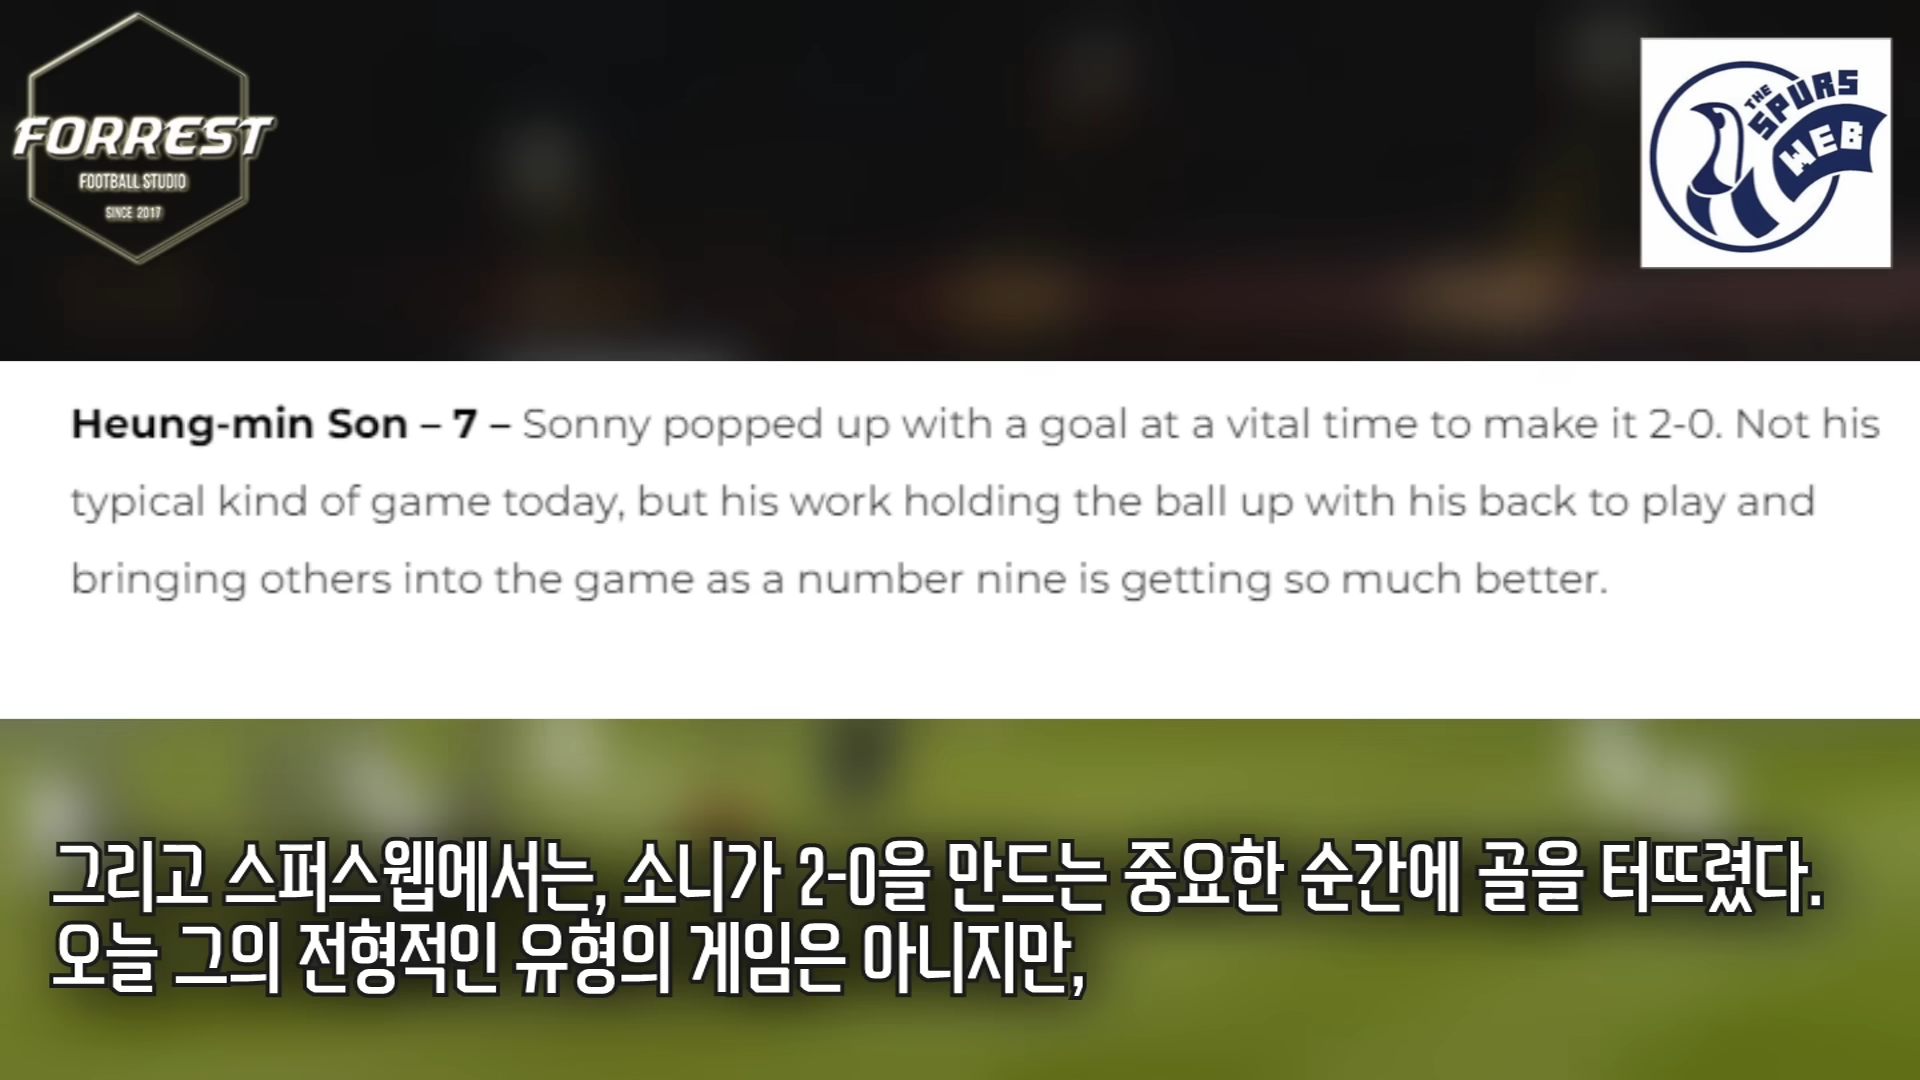 FORREST
FOOTBALL STUDIO
SINCE 2017
THE
SPURS
WEB
Heung-min Son – 7 – Sonny popped up with a goal at a vital time to make it 2-0. Not his
typical kind of game today, but his work holding the ball up with his back to play and
bringing others into the game as a number nine is getting so much better.
그리고 스퍼스웹에서는, 소니가 2-0을 만드는 중요한 순간에 골을 터뜨렸다.
오늘 그의 전형적인 유형의 게임은 아니지만,